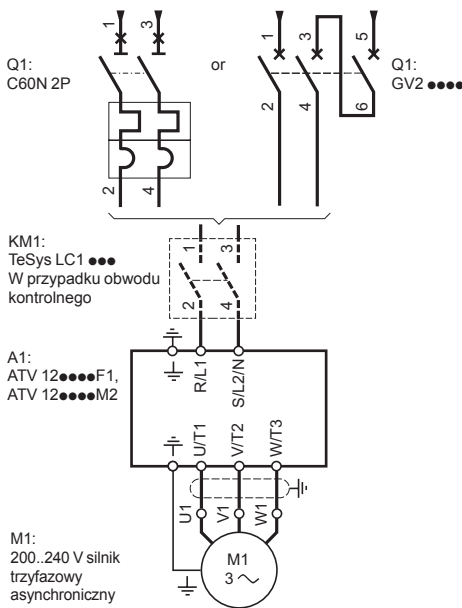 1 3
Q1:
C60N 2P
2 4
or
1 3 5
Q1:
GV2 ●●●●
2 4 6
KM1:
TeSys LC1 ●●●
W przypadku obwodu
kontrolnego
1 3
2 4
A1:
ATV 12●●●●F1,
ATV 12●●●●M2
R/L1 S/L2/N
U/T1 V/T2 W/T3
U1 V1 W1
M1:
200..240 V silnik
trzyfazowy
asynchroniczny
M1
3 ~